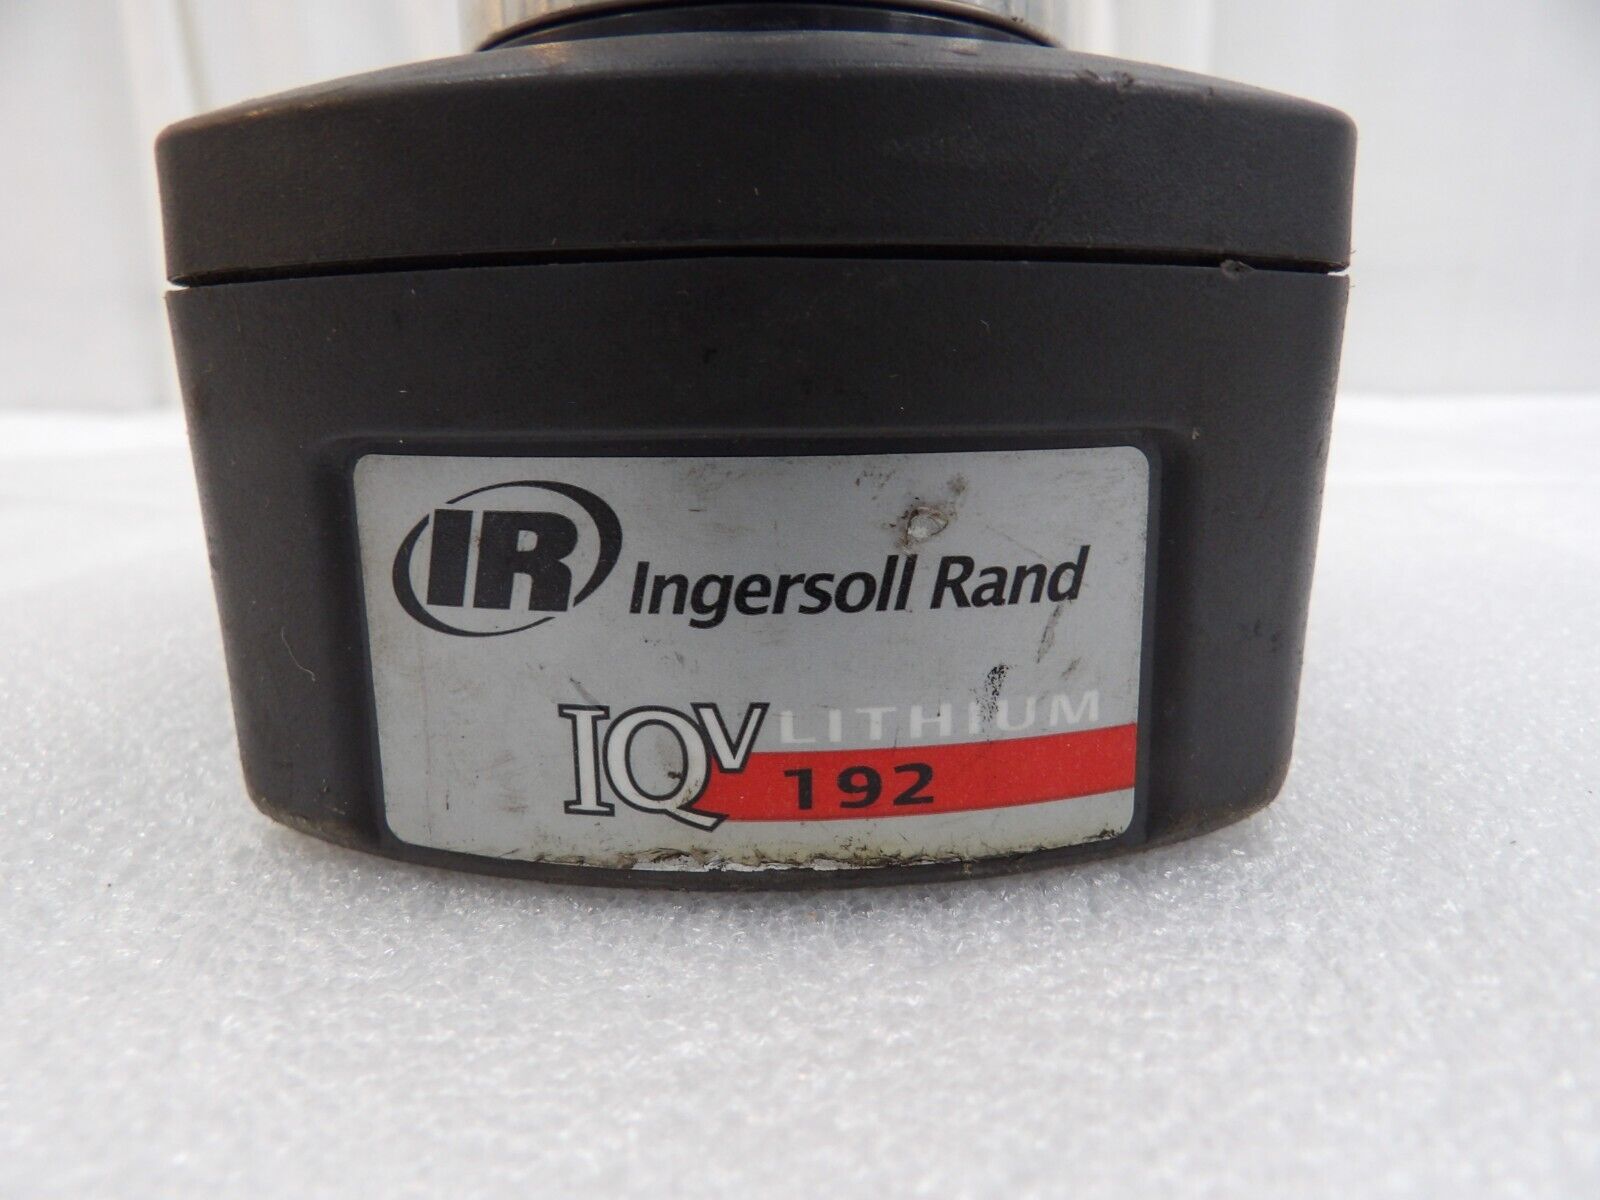 IR Ingersoll Rand
IQV LITHIUM
192